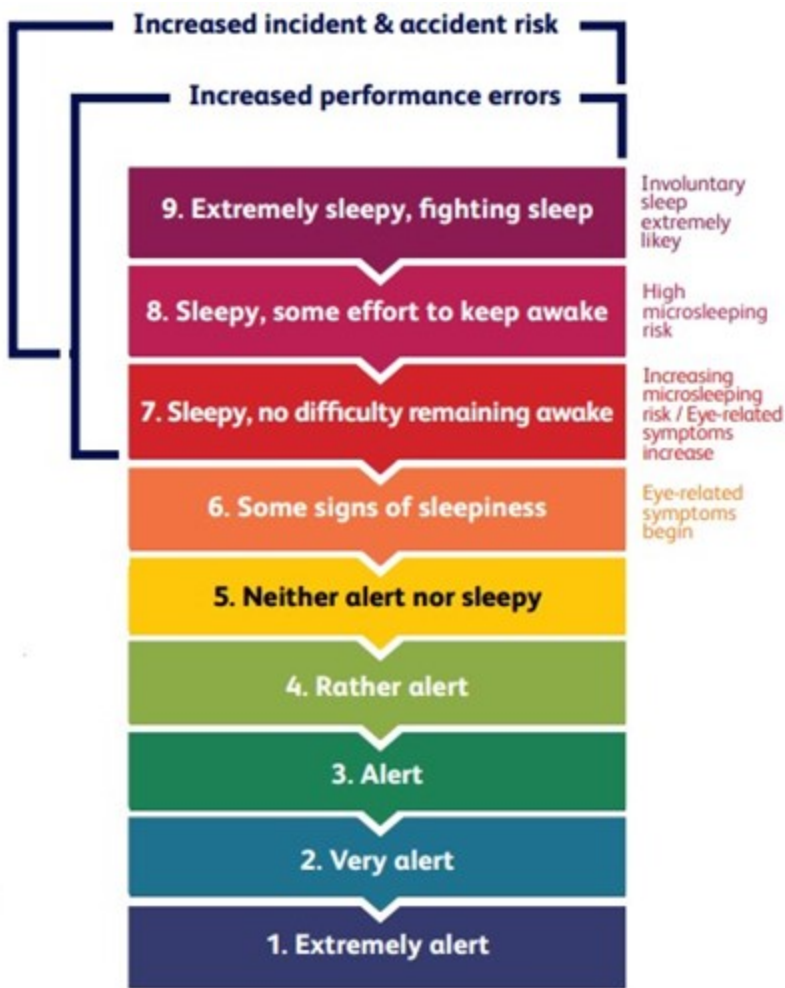 Increased incident & accident risk
Increased performance errors
9. Extremely sleepy, fighting sleep
Involuntary
sleep
extremely
likey
8. Sleepy, some effort to keep awake
High
microsleeping
risk
7. Sleepy, no difficulty remaining awake
Increasing
microsleeping
risk / Eye-related
symptoms
increase
6. Some signs of sleepiness
Eye-related
symptoms
begin
5. Neither alert nor sleepy
4. Rather alert
3. Alert
2. Very alert
1. Extremely alert